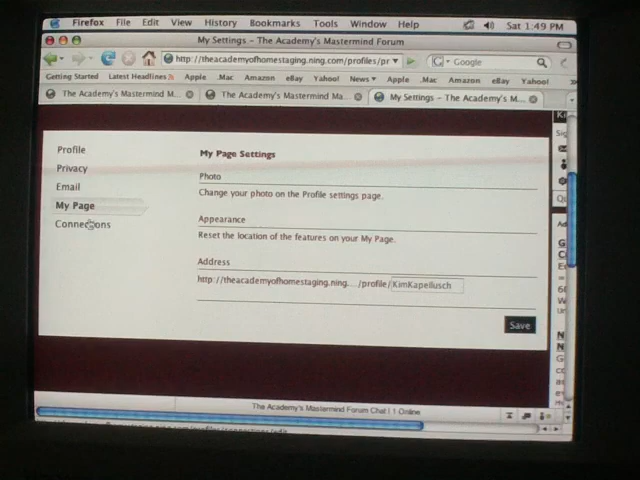 Firefox File Edit View History Bookmarks Tools Window Help Sat 1:49 PM
My Settings - The Academy's Mastermind Forum
http://theacademyofhomestaging.ning.com/profiles/pr Google
Getting Started Latest Headlines Apple .Mac Amazon eBay Yahoo! News Apple .Mac Amazon eBay Yahoo!
The Academy's Mastermind M... The Academy's Mastermind Ma... My Settings - The Academy's M...
Profile
Privacy
Email
My Page
Connections
My Page Settings
Photo
Change your photo on the Profile settings page.
Appearance
Reset the location of the features on your My Page.
Address
http://theacademyofhomestaging.ning..../profile/KimKapellusch
Save
The Academy's Mastermind Forum Chat | 1 Online